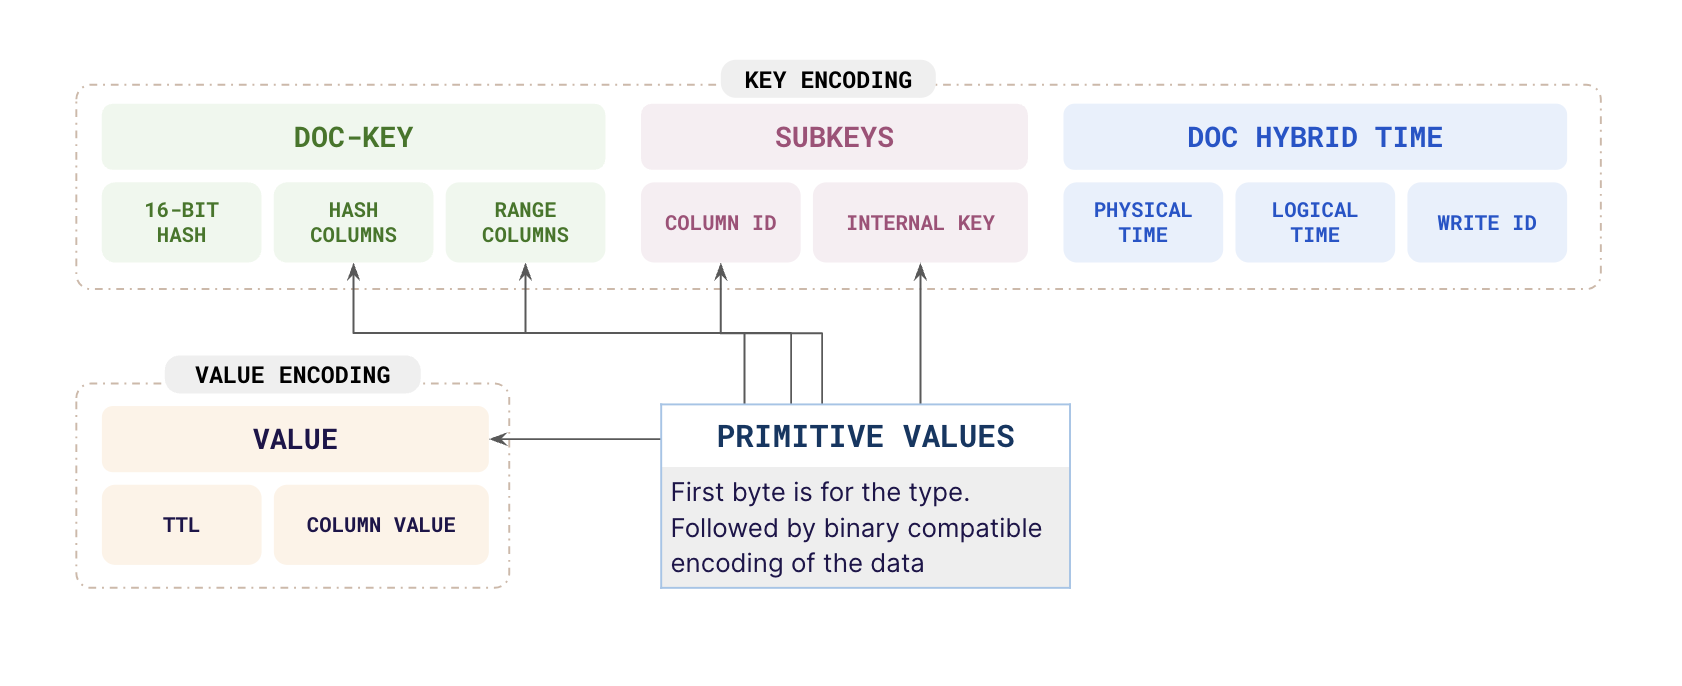 KEY ENCODING
DOC-KEY
SUBKEYS
DOC HYBRID TIME
16-BIT
HASH
HASH
COLUMNS
RANGE
COLUMNS
COLUMN ID
INTERNAL KEY
PHYSICAL
TIME
LOGICAL
TIME
WRITE ID
VALUE ENCODING
VALUE
TTL
COLUMN VALUE
PRIMITIVE VALUES
First byte is for the type.
Followed by binary compatible
encoding of the data